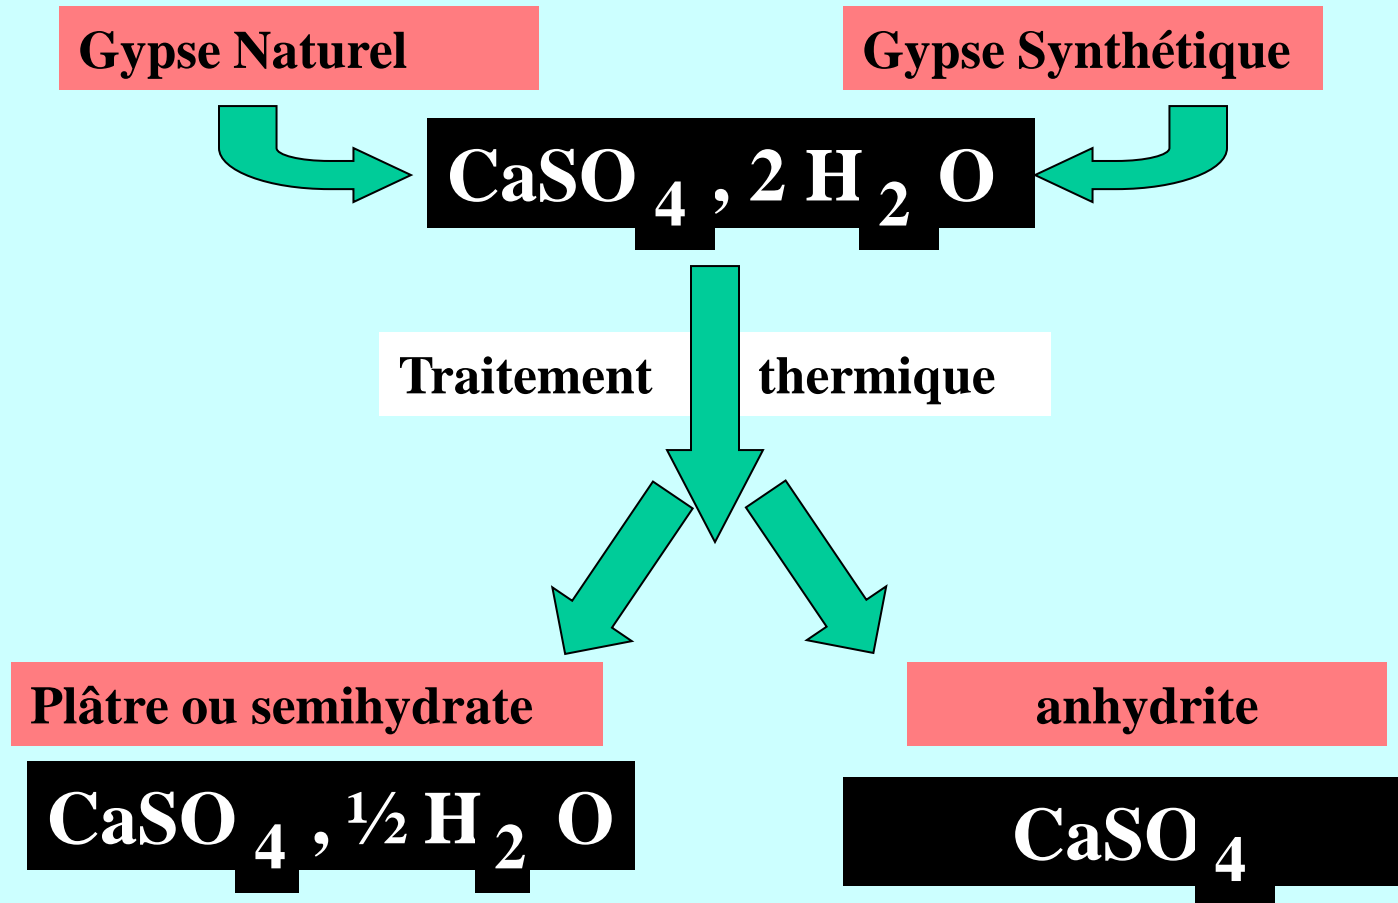 Gypse Naturel
Gypse Synthétique
CaSO 4 , 2 H 2 O
Traitement thermique
Plâtre ou semihydrate
anhydrite
CaSO 4 , ½ H 2 O
CaSO 4